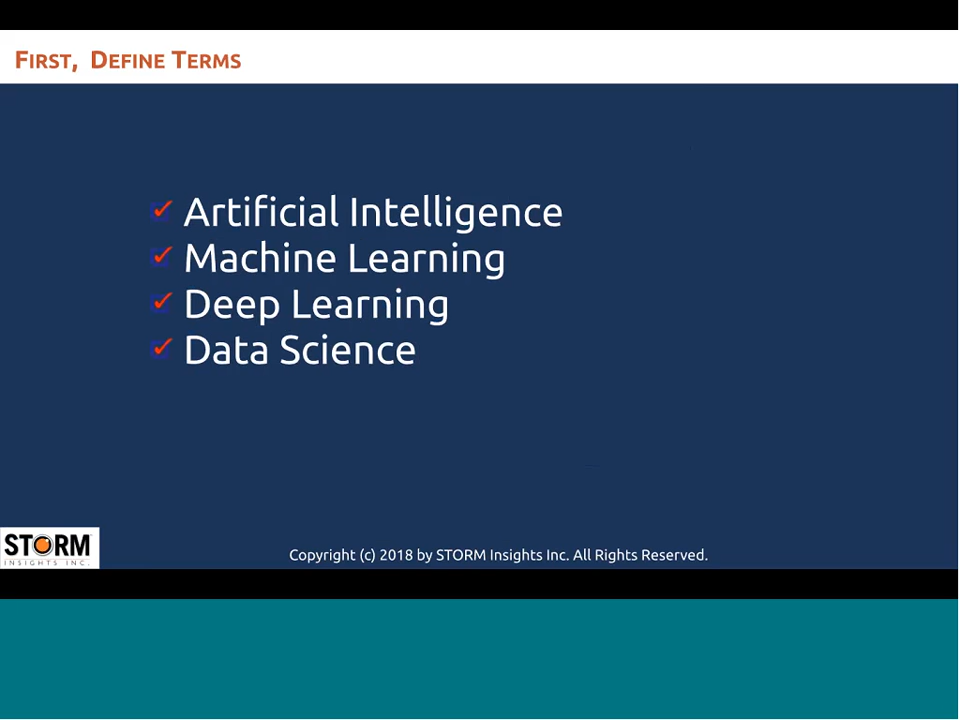 FIRST, DEFINE TERMS
✓ Artificial Intelligence
✓ Machine Learning
✓ Deep Learning
✓ Data Science
STORM
INSIGHTS INC.
Copyright (c) 2018 by STORM Insights Inc. All Rights Reserved.